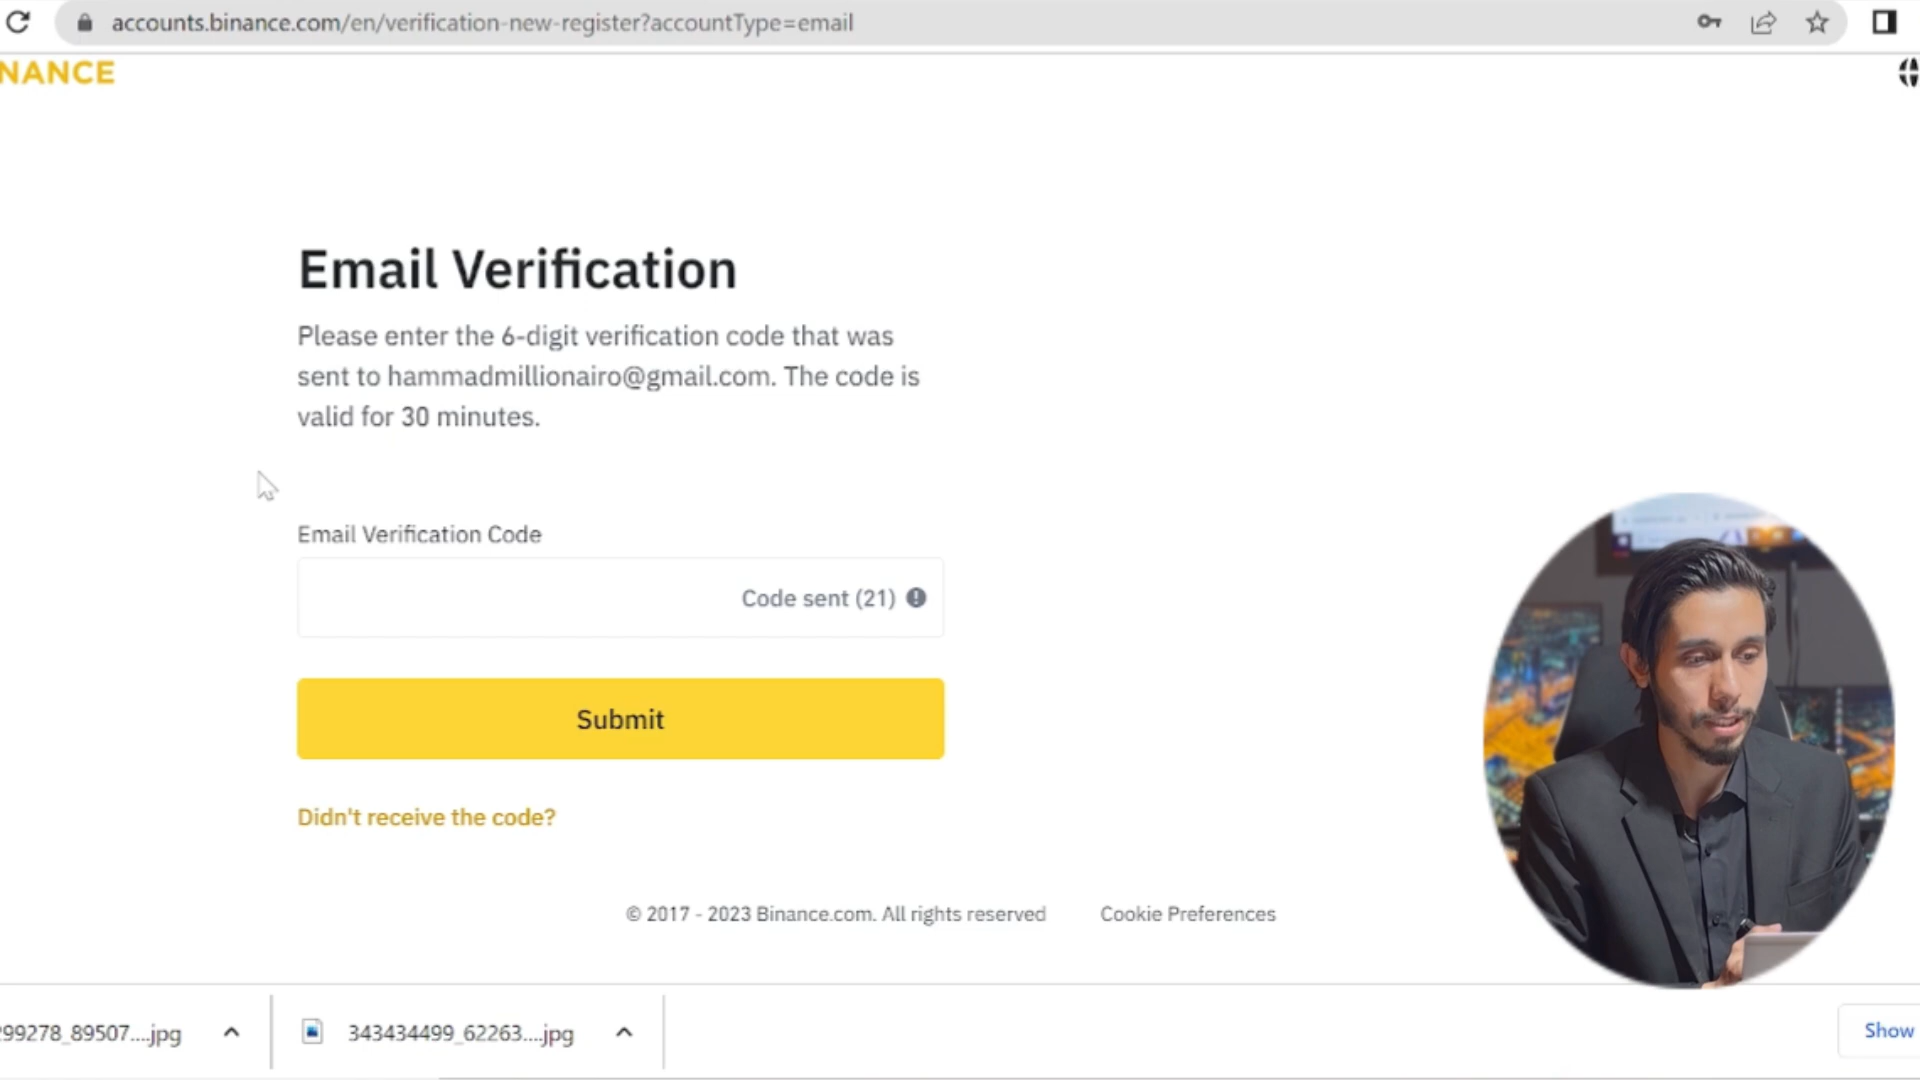 accounts.binance.com/en/verification-new-register?accountType=email
NANCE
Email Verification
Please enter the 6-digit verification code that was
sent to hammadmillionairo@gmail.com. The code is
valid for 30 minutes.
Email Verification Code
Code sent (21)
Submit
Didn't receive the code?
© 2017 - 2023 Binance.com. All rights reserved
Cookie Preferences
299278_89507....jpg
343434499_62263....jpg
Show